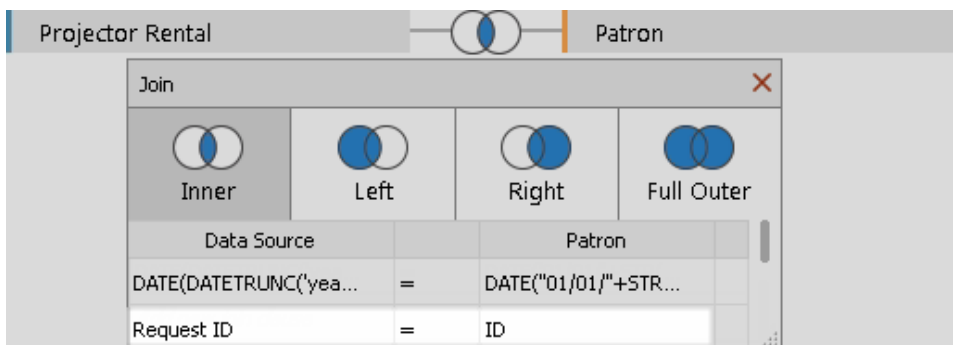 Projector Rental Patron
Join
Inner Left Right Full Outer
Data Source Patron
DATE(DATETRUNC('yea... = DATE("01/01/"+STR...
Request ID = ID